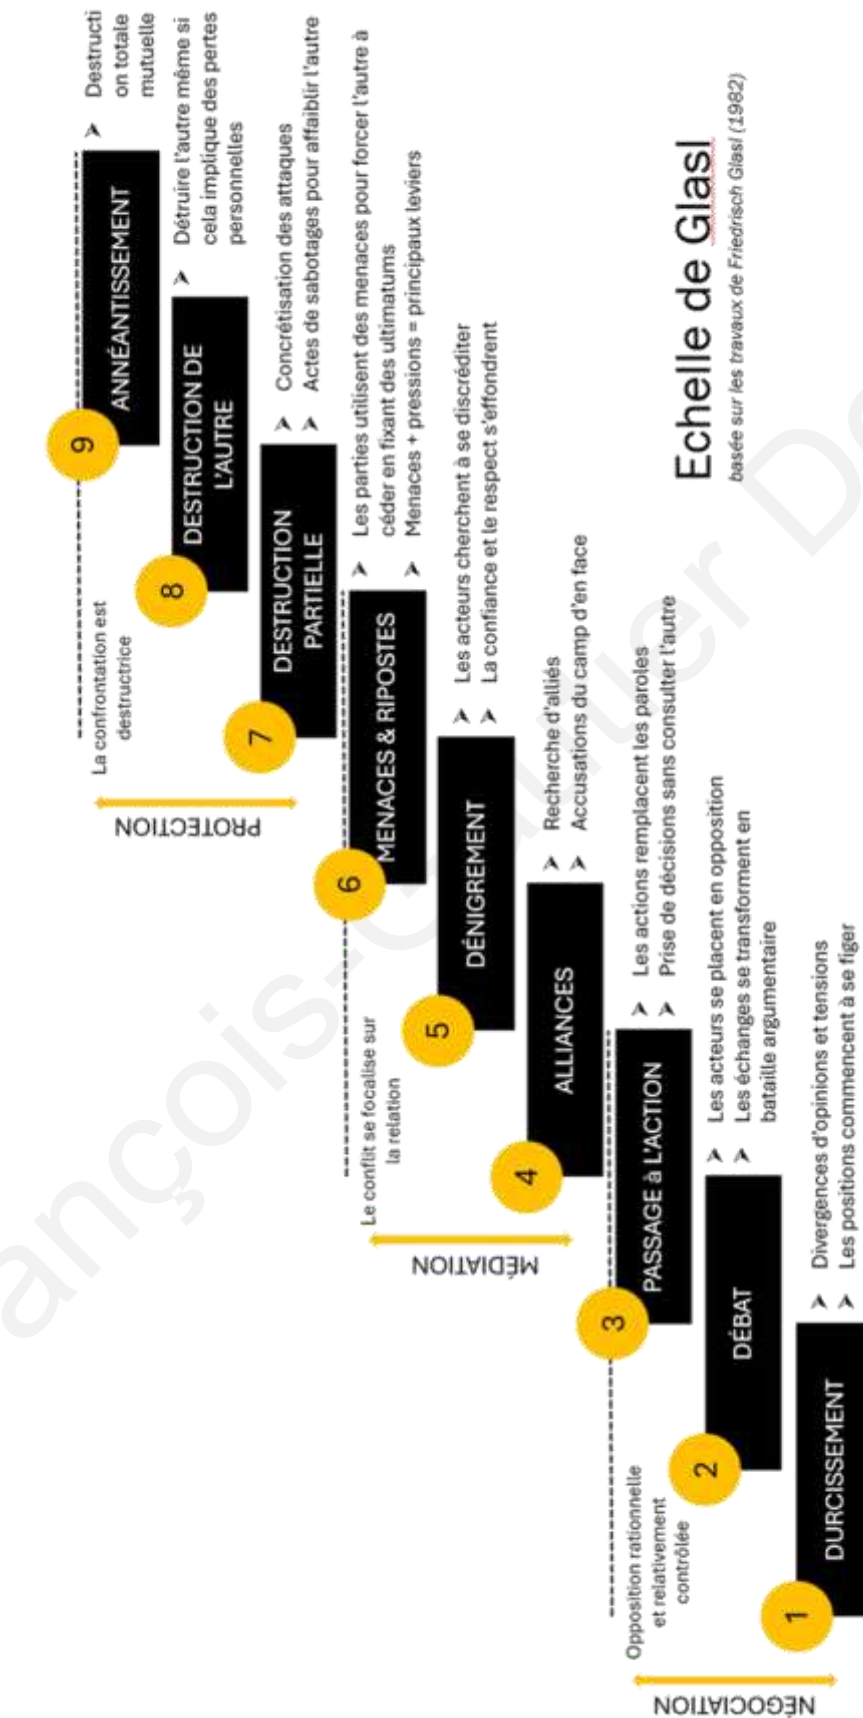 Echelle de Glasl
basée sur les travaux de Friedrisch Glasl (1982)
NÉGOCIATION
Opposition rationnelle
et relativement
contrôlée
1
DURCISSEMENT
➢ Divergences d'opinions et tensions
➢ Les positions commencent à se figer
2
DÉBAT
➢ Les acteurs se placent en opposition
➢ Les échanges se transforment en
bataille argumentaire
3
PASSAGE à L'ACTION
➢ Les actions remplacent les paroles
➢ Prise de décisions sans consulter l'autre
MÉDIATION
Le conflit se focalise sur
la relation
4
ALLIANCES
➢ Recherche d'alliés
➢ Accusations du camp d'en face
5
DÉNIGREMENT
➢ Les acteurs cherchent à se discréditer
➢ La confiance et le respect s'effondrent
6
MENACES & RIPOSTES
➢ Les parties utilisent des menaces pour forcer l'autre à
céder en fixant des ultimatums
➢ Menaces + pressions = principaux leviers
PROTECTION
La confrontation est
destructrice
7
DESTRUCTION
PARTIELLE
➢ Concrétisation des attaques
➢ Actes de sabotages pour affaiblir l'autre
8
DESTRUCTION DE
L'AUTRE
➢ Détruire l'autre même si
cela implique des pertes
personnelles
9
ANNÉANTISSEMENT
➢ Destructi
on totale
mutuelle